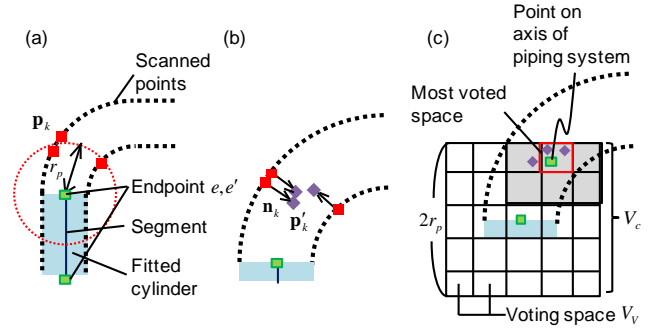 (a)
Scanned
points
p_k
r_p
Endpoint e, e′
Segment
Fitted
cylinder
(b)
n_k
p′_k
(c)
Point on
axis of
piping system
Most voted
space
2r_p
V_c
Voting space V_V